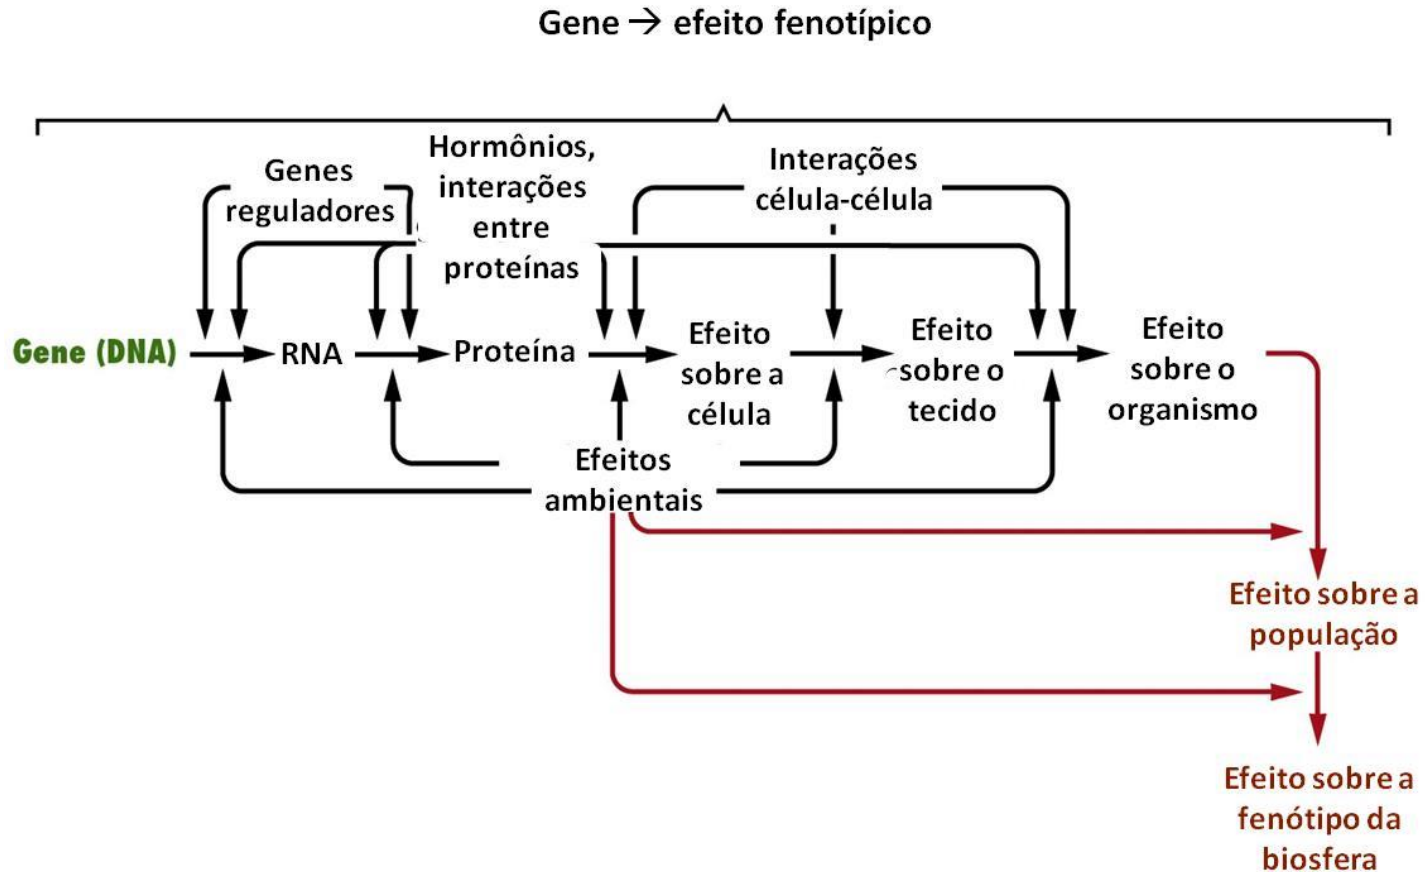 Gene → efeito fenotípico
Genes
reguladores
Hormônios,
interações
entre
proteínas
Interações
célula-célula
Gene (DNA)
RNA
Proteína
Efeito
sobre a
célula
Efeito
sobre o
tecido
Efeito
sobre o
organismo
Efeitos
ambientais
Efeito sobre a
população
Efeito sobre a
fenótipo da
biosfera